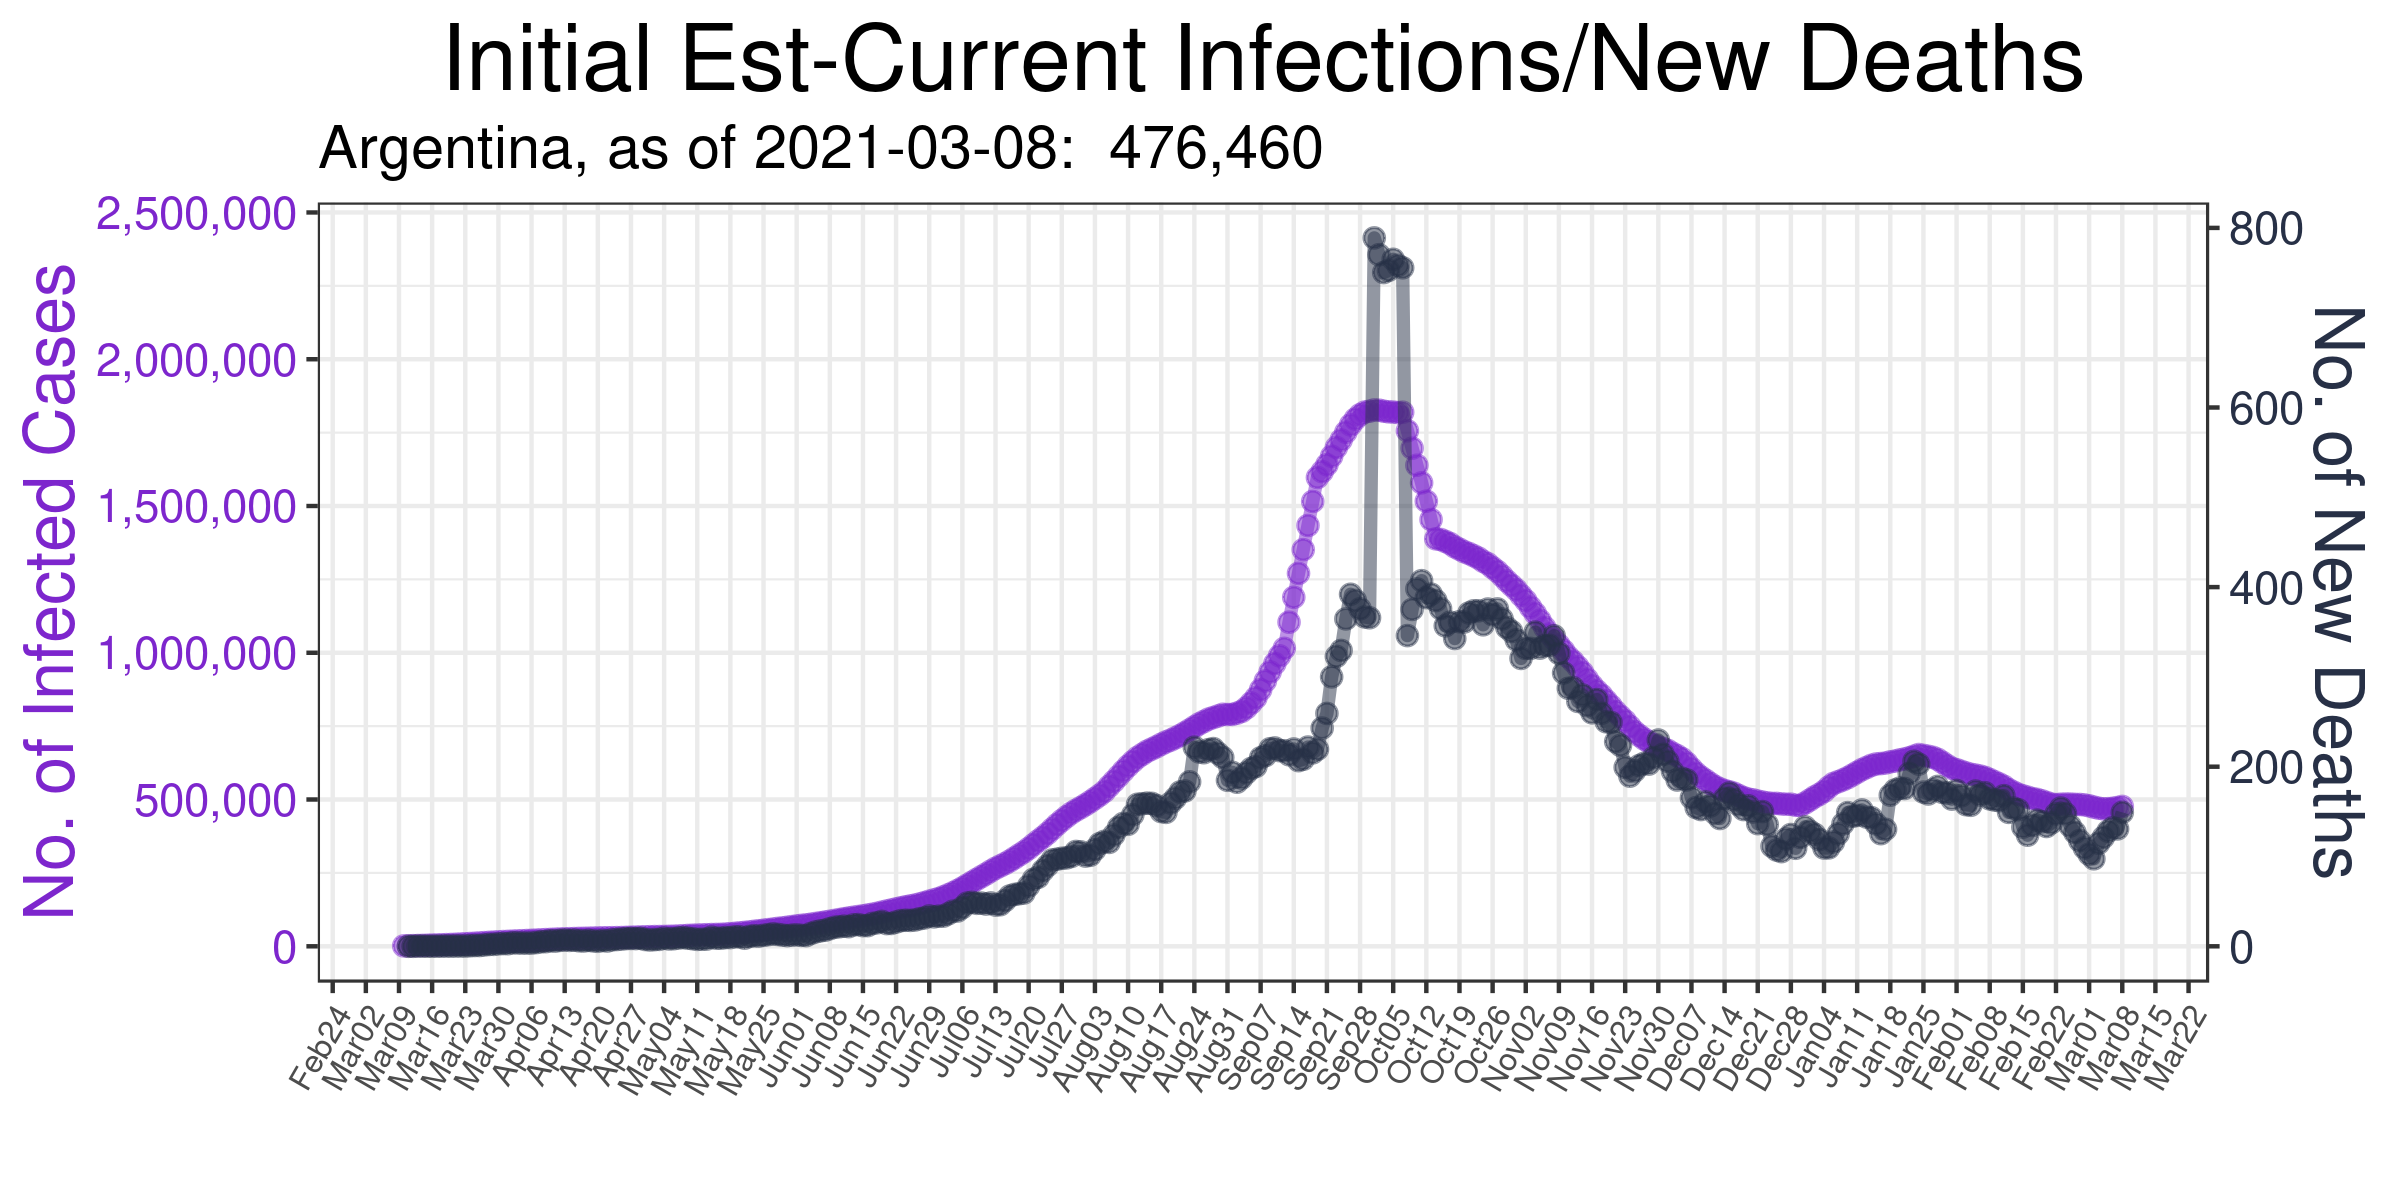 Initial Est-Current Infections/New Deaths
Argentina, as of 2021-03-08:  476,460
No. of Infected Cases
2,500,000
2,000,000
1,500,000
1,000,000
500,000
0
800
600
400
200
0
No. of New Deaths
Feb24
Mar02
Mar09
Mar16
Mar23
Mar30
Apr06
Apr13
Apr20
Apr27
May04
May11
May18
May25
Jun01
Jun08
Jun15
Jun22
Jun29
Jul06
Jul13
Jul20
Jul27
Aug03
Aug10
Aug17
Aug24
Aug31
Sep07
Sep14
Sep21
Sep28
Oct05
Oct12
Oct19
Oct26
Nov02
Nov09
Nov16
Nov23
Nov30
Dec07
Dec14
Dec21
Dec28
Jan04
Jan11
Jan18
Jan25
Feb01
Feb08
Feb15
Feb22
Mar01
Mar08
Mar15
Mar22